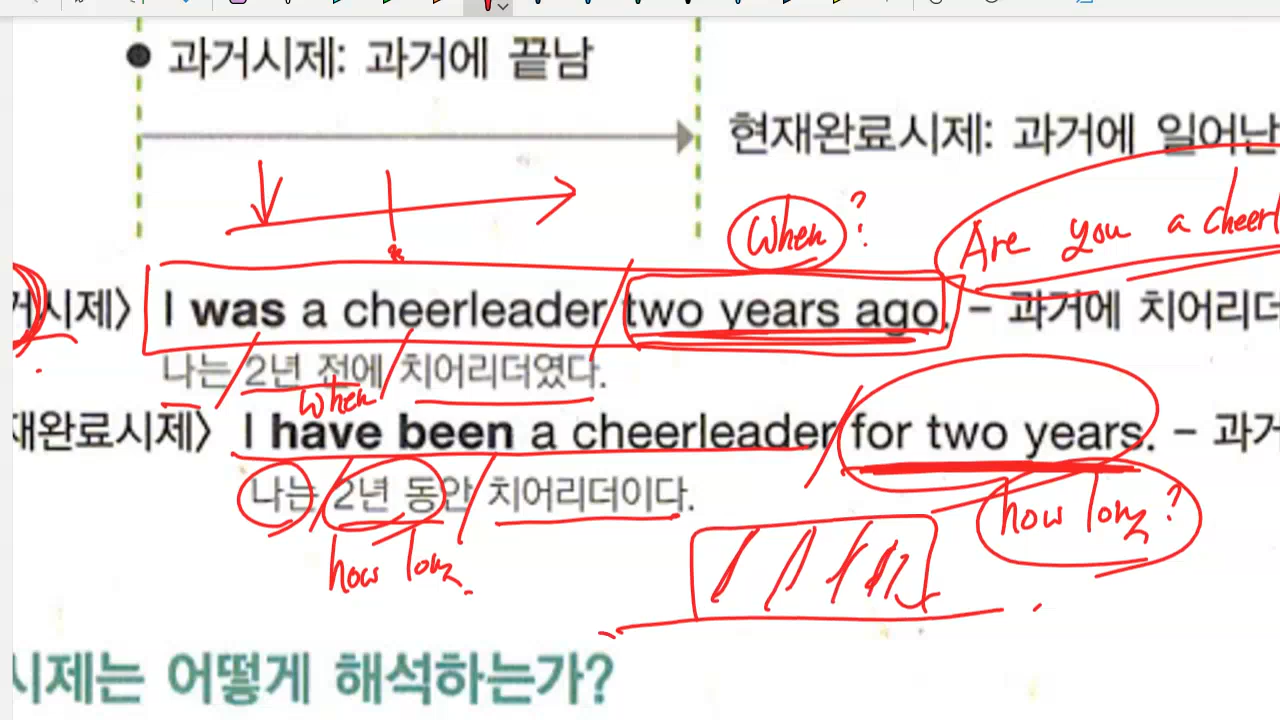 ● 과거시제: 과거에 끝남
현재완료시제: 과거에 일어난
When?
Are you a cheerl
거시제〉 I was a cheerleader two years ago. – 과거에 치어리더
나는 2년 전에 치어리더였다.
When
재완료시제〉 I have been a cheerleader for two years. – 과거
나는 2년 동안 치어리더이다.
how long?
how long
시제는 어떻게 해석하는가?